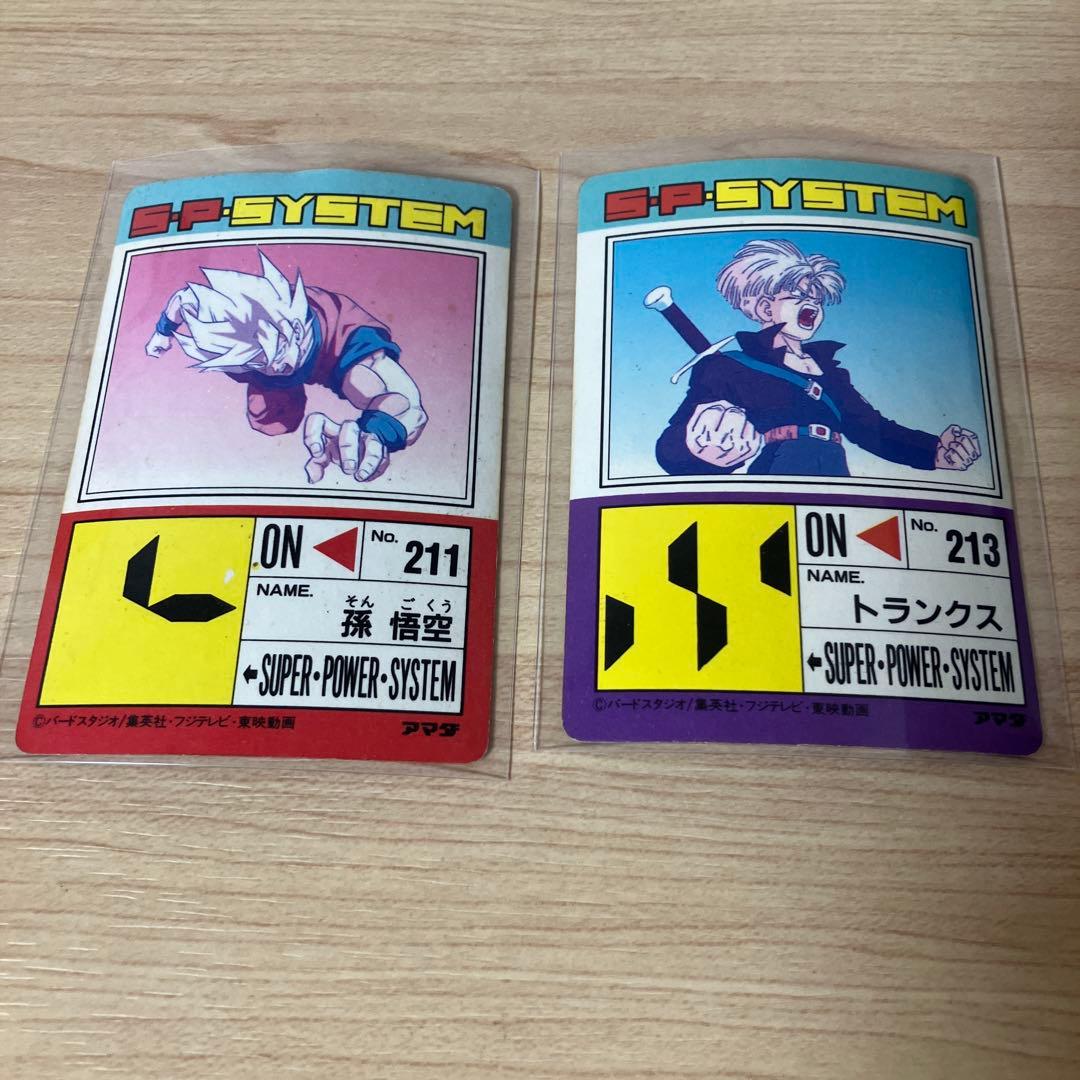 S・P・SYSTEM
ON
No. 211
NAME.
そん ごくう
孫 悟空
SUPER・POWER・SYSTEM
©バードスタジオ/集英社・フジテレビ・東映動画
アマダ
S・P・SYSTEM
ON
No. 213
NAME.
トランクス
SUPER・POWER・SYSTEM
©バードスタジオ/集英社・フジテレビ・東映動画
アマダ